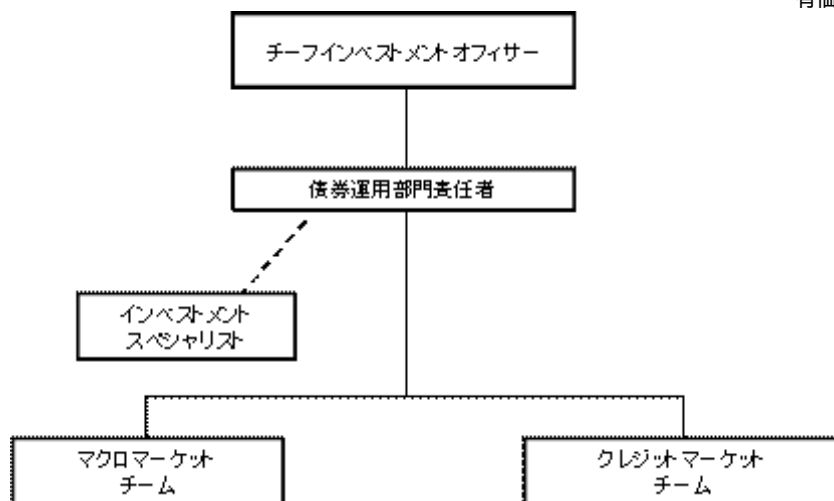 チーフインベストメントオフィサー
債券運用部門責任者
インベストメント
スペシャリスト
マクロマーケット
チーム
クレジットマーケット
チーム